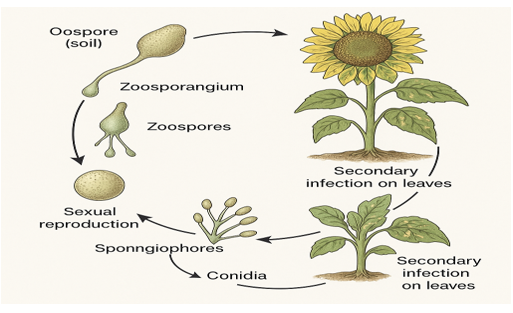 Oospore
(soil)
Zoosporangium
Zoospores
Secondary
infection on leaves
Sexual
reproduction
Sponngiophores
Conidia
Secondary
infection
on leaves